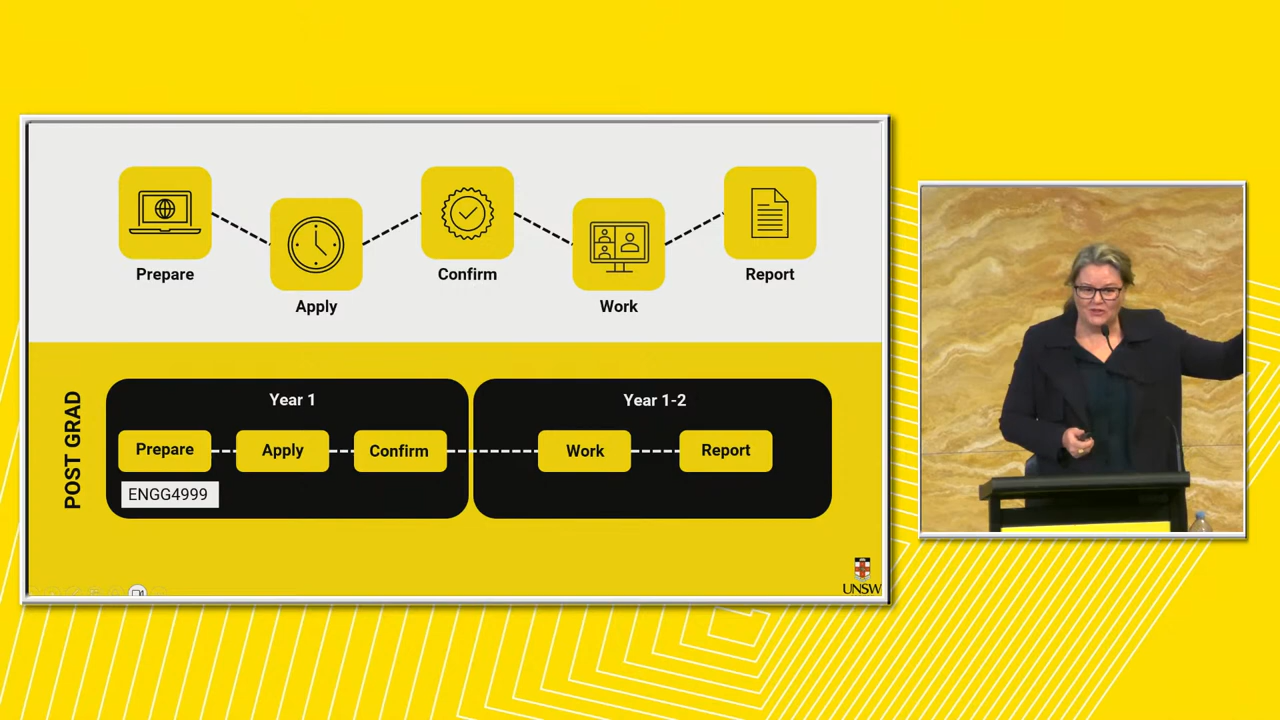 Prepare
Apply
Confirm
Work
Report
POST GRAD
Year 1
Prepare
Apply
Confirm
ENGG4999
Year 1-2
Work
Report
UNSW